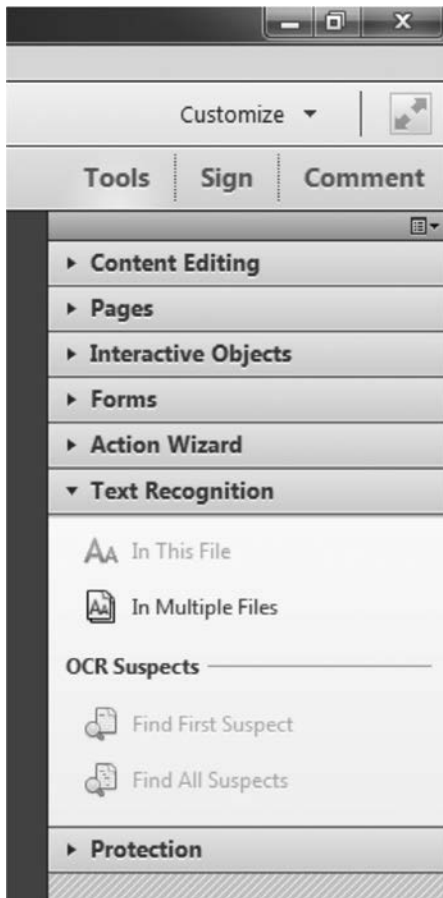 Customize
Tools Sign Comment
Content Editing
Pages
Interactive Objects
Forms
Action Wizard
Text Recognition
In This File
In Multiple Files
OCR Suspects
Find First Suspect
Find All Suspects
Protection